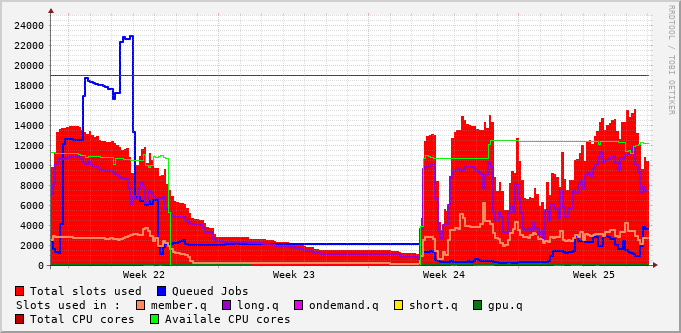 RRDTOOL / TOBI OETIKER
24000
22000
20000
18000
16000
14000
12000
10000
8000
6000
4000
2000
0
Week 22 Week 23 Week 24 Week 25
Total slots used Queued Jobs
Slots used in : member.q long.q ondemand.q short.q gpu.q
Total CPU cores Availale CPU cores